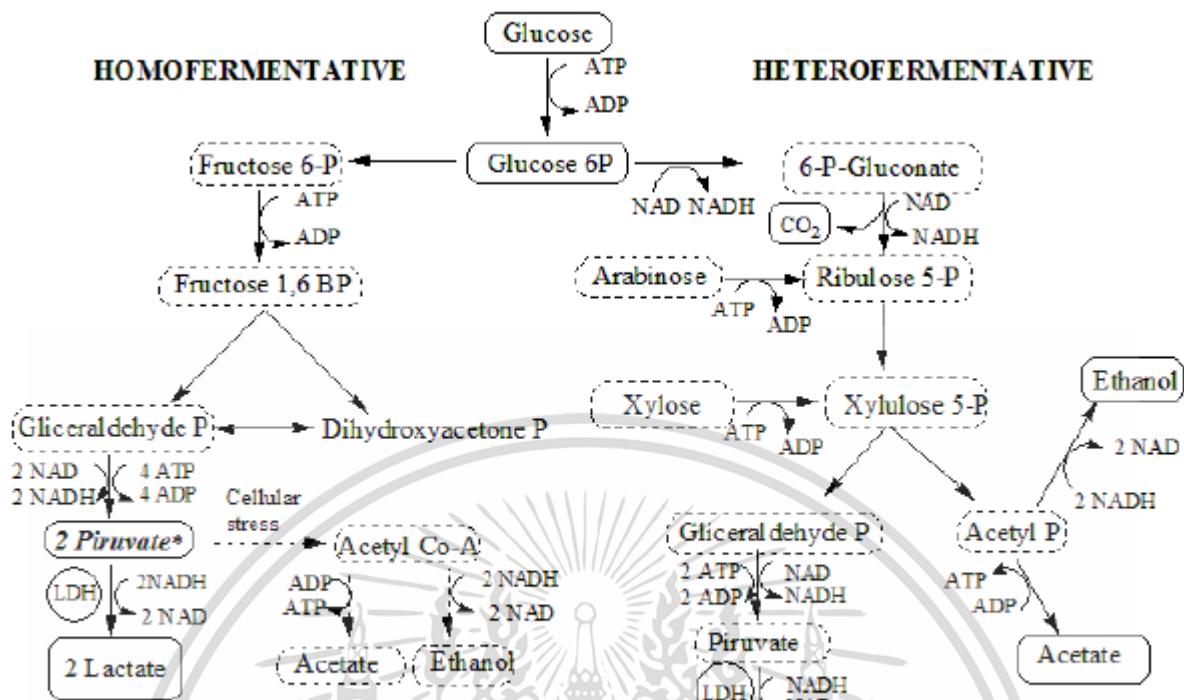 Glucose
HOMOFERMENTATIVE
HETEROFERMENTATIVE
ATP
ADP
Fructose 6-P
Glucose 6P
6-P-Gluconate
NAD NADH
ATP
ADP
CO2
NAD
NADH
Fructose 1,6 BP
Arabinose
Ribulose 5-P
ATP
ADP
Ethanol
Xylose
Xylulose 5-P
ATP
ADP
Gliceraldehyde P
Dihydroxyacetone P
2 NAD
2 NADH
4 ATP
4 ADP
2 NAD
2 NADH
Cellular
stress
2 Piruvate*
Acetyl Co-A
Gliceraldehyde P
Acetyl P
LDH
2NADH
2 NAD
ADP
ATP
2 NADH
2 NAD
2 ATP
2 ADP
NAD
NADH
ATP
ADP
2 Lactate
Acetate
Ethanol
Piruvate
Acetate
LDH
NADH